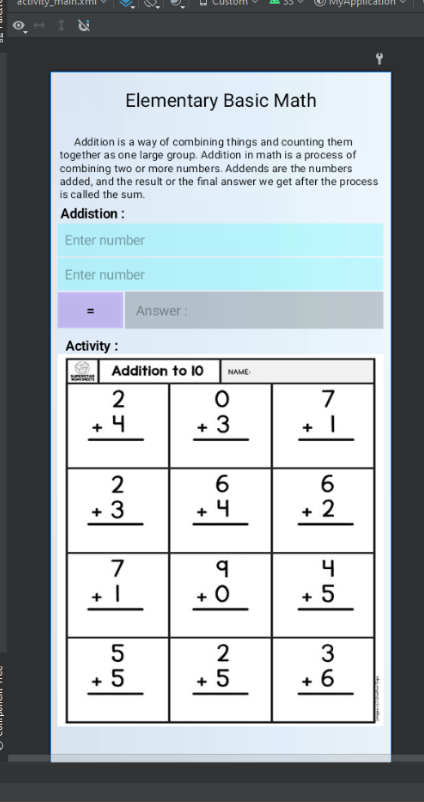 activity_main.xml
Custom
33
MyApplication
Elementary Basic Math
Addition is a way of combining things and counting them
together as one large group. Addition in math is a process of
combining two or more numbers. Addends are the numbers
added, and the result or the final answer we get after the process
is called the sum.
Addistion :
Enter number
Enter number
= Answer :
Activity :
SUPERSTAR
WORKSHEETS
Addition to 10 NAME:
2 0 7
+ 4 + 3 + 1
2 6 6
+ 3 + 4 + 2
7 9 4
+ 1 + 0 + 5
5 2 3
+ 5 + 5 + 6
Component Tree